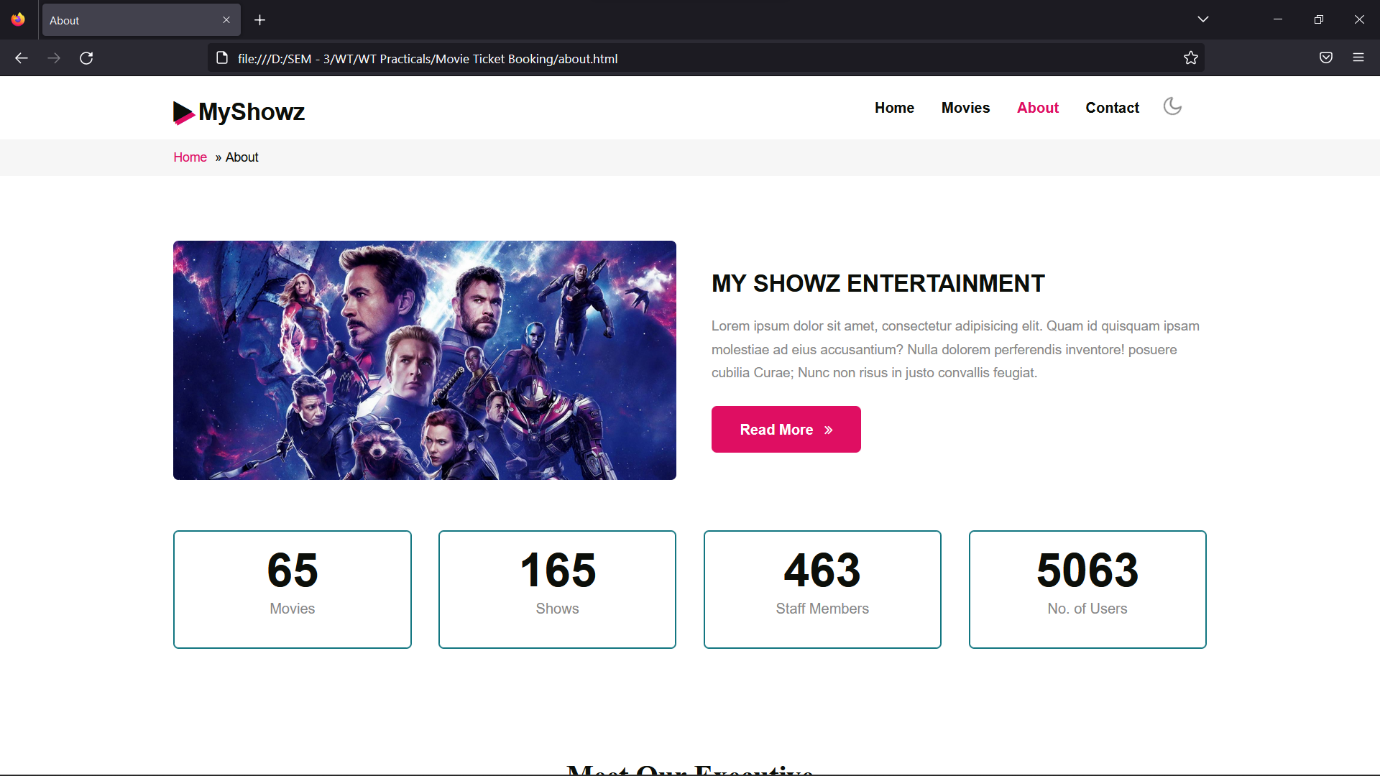 About
file:///D:/SEM - 3/WT/WT Practicals/Movie Ticket Booking/about.html
MyShowz
Home Movies About Contact
Home » About
MY SHOWZ ENTERTAINMENT
Lorem ipsum dolor sit amet, consectetur adipisicing elit. Quam id quisquam ipsam
molestiae ad eius accusantium? Nulla dolorem perferendis inventore! posuere
cubilia Curae; Nunc non risus in justo convallis feugiat.
Read More »
65 165 463 5063
Movies Shows Staff Members No. of Users
Meet Our Executive